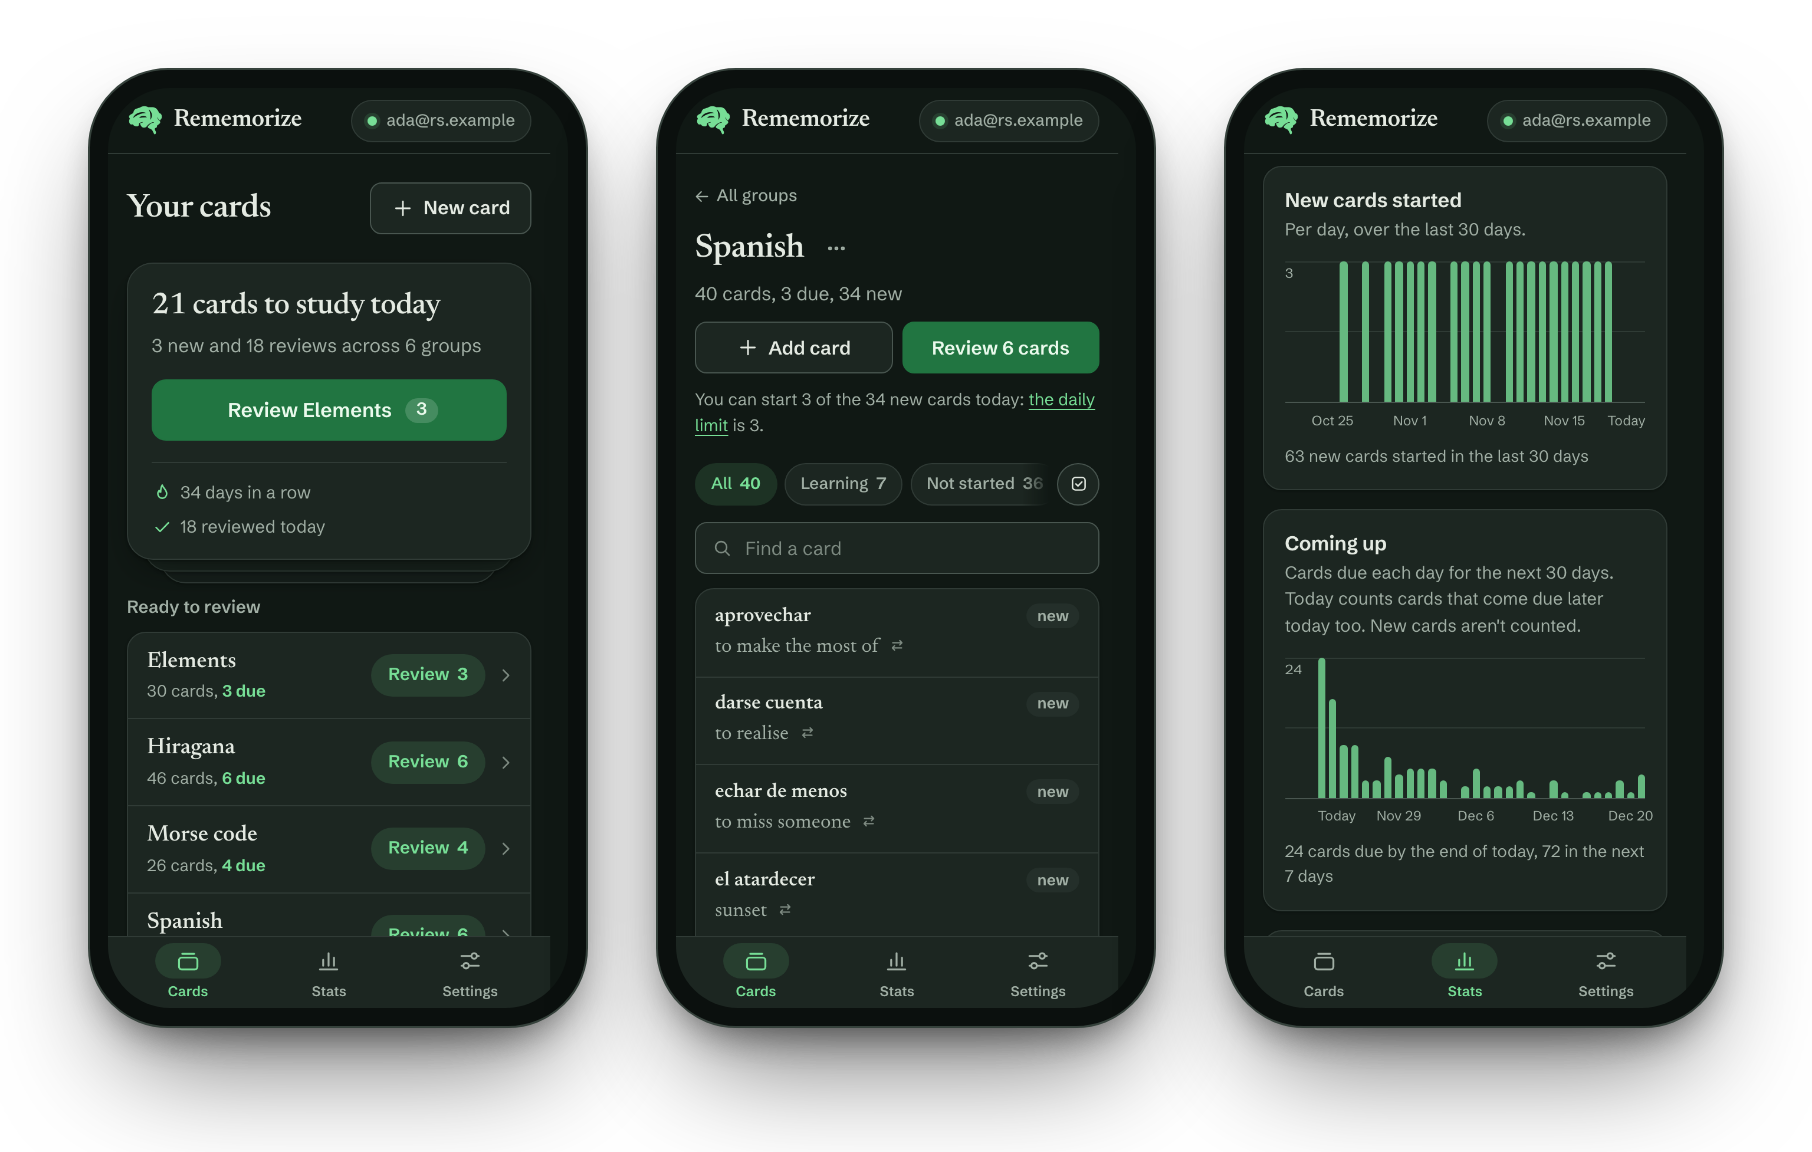 Rememorize
ada@rs.example
Your cards
New card
21 cards to study today
3 new and 18 reviews across 6 groups
Review Elements 3
34 days in a row
18 reviewed today
Ready to review
Elements
30 cards, 3 due
Review 3
Hiragana
46 cards, 6 due
Review 6
Morse code
26 cards, 4 due
Review 4
Spanish
Review 6
Cards
Stats
Settings
Rememorize
ada@rs.example
← All groups
Spanish
40 cards, 3 due, 34 new
Add card
Review 6 cards
You can start 3 of the 34 new cards today: the daily
limit is 3.
All 40
Learning 7
Not started 36
Find a card
aprovechar
new
to make the most of
darse cuenta
new
to realise
echar de menos
new
to miss someone
el atardecer
new
sunset
Cards
Stats
Settings
Rememorize
ada@rs.example
New cards started
Per day, over the last 30 days.
3
Oct 25 Nov 1 Nov 8 Nov 15 Today
63 new cards started in the last 30 days
Coming up
Cards due each day for the next 30 days.
Today counts cards that come due later
today too. New cards aren't counted.
24
Today Nov 29 Dec 6 Dec 13 Dec 20
24 cards due by the end of today, 72 in the next
7 days
Cards
Stats
Settings